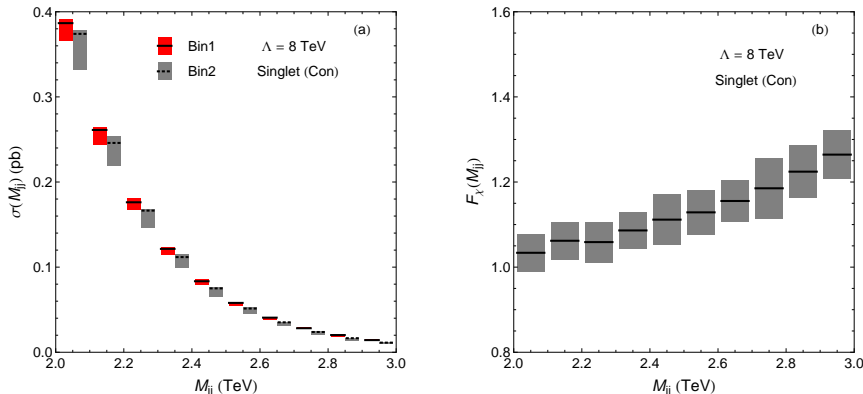 (a)
Bin1
Λ = 8 TeV
Bin2
Singlet (Con)
σ(M_jj) (pb)
0.4
0.3
0.2
0.1
0.0
2.0 2.2 2.4 2.6 2.8 3.0
M_jj (TeV)
(b)
Λ = 8 TeV
Singlet (Con)
F_χ(M_jj)
1.6
1.4
1.2
1.0
0.8
2.0 2.2 2.4 2.6 2.8 3.0
M_jj (TeV)